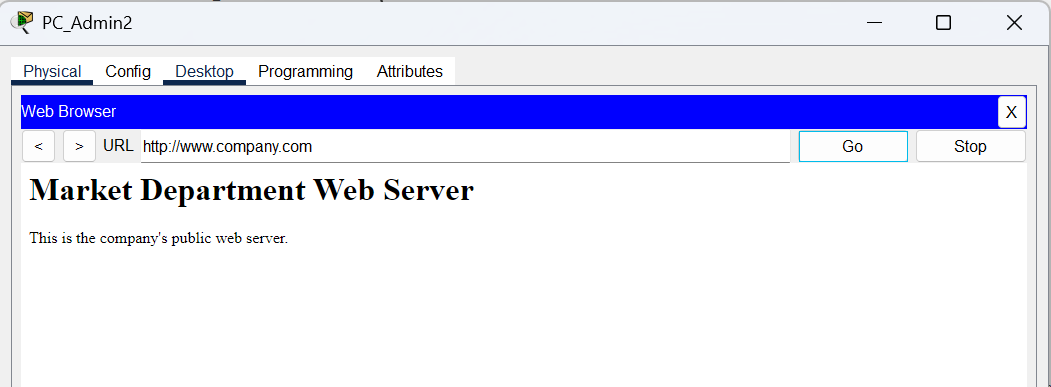 PC_Admin2
Physical Config Desktop Programming Attributes
Web Browser
X
< > URL http://www.company.com Go Stop
Market Department Web Server
This is the company's public web server.